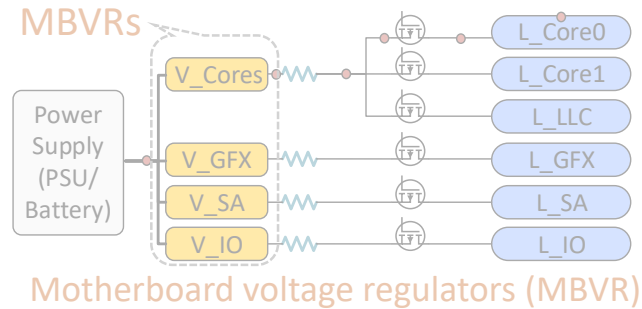 MBVRs
Power
Supply
(PSU/
Battery)
V_Cores
V_GFX
V_SA
V_IO
L_Core0
L_Core1
L_LLC
L_GFX
L_SA
L_IO
Motherboard voltage regulators (MBVR)